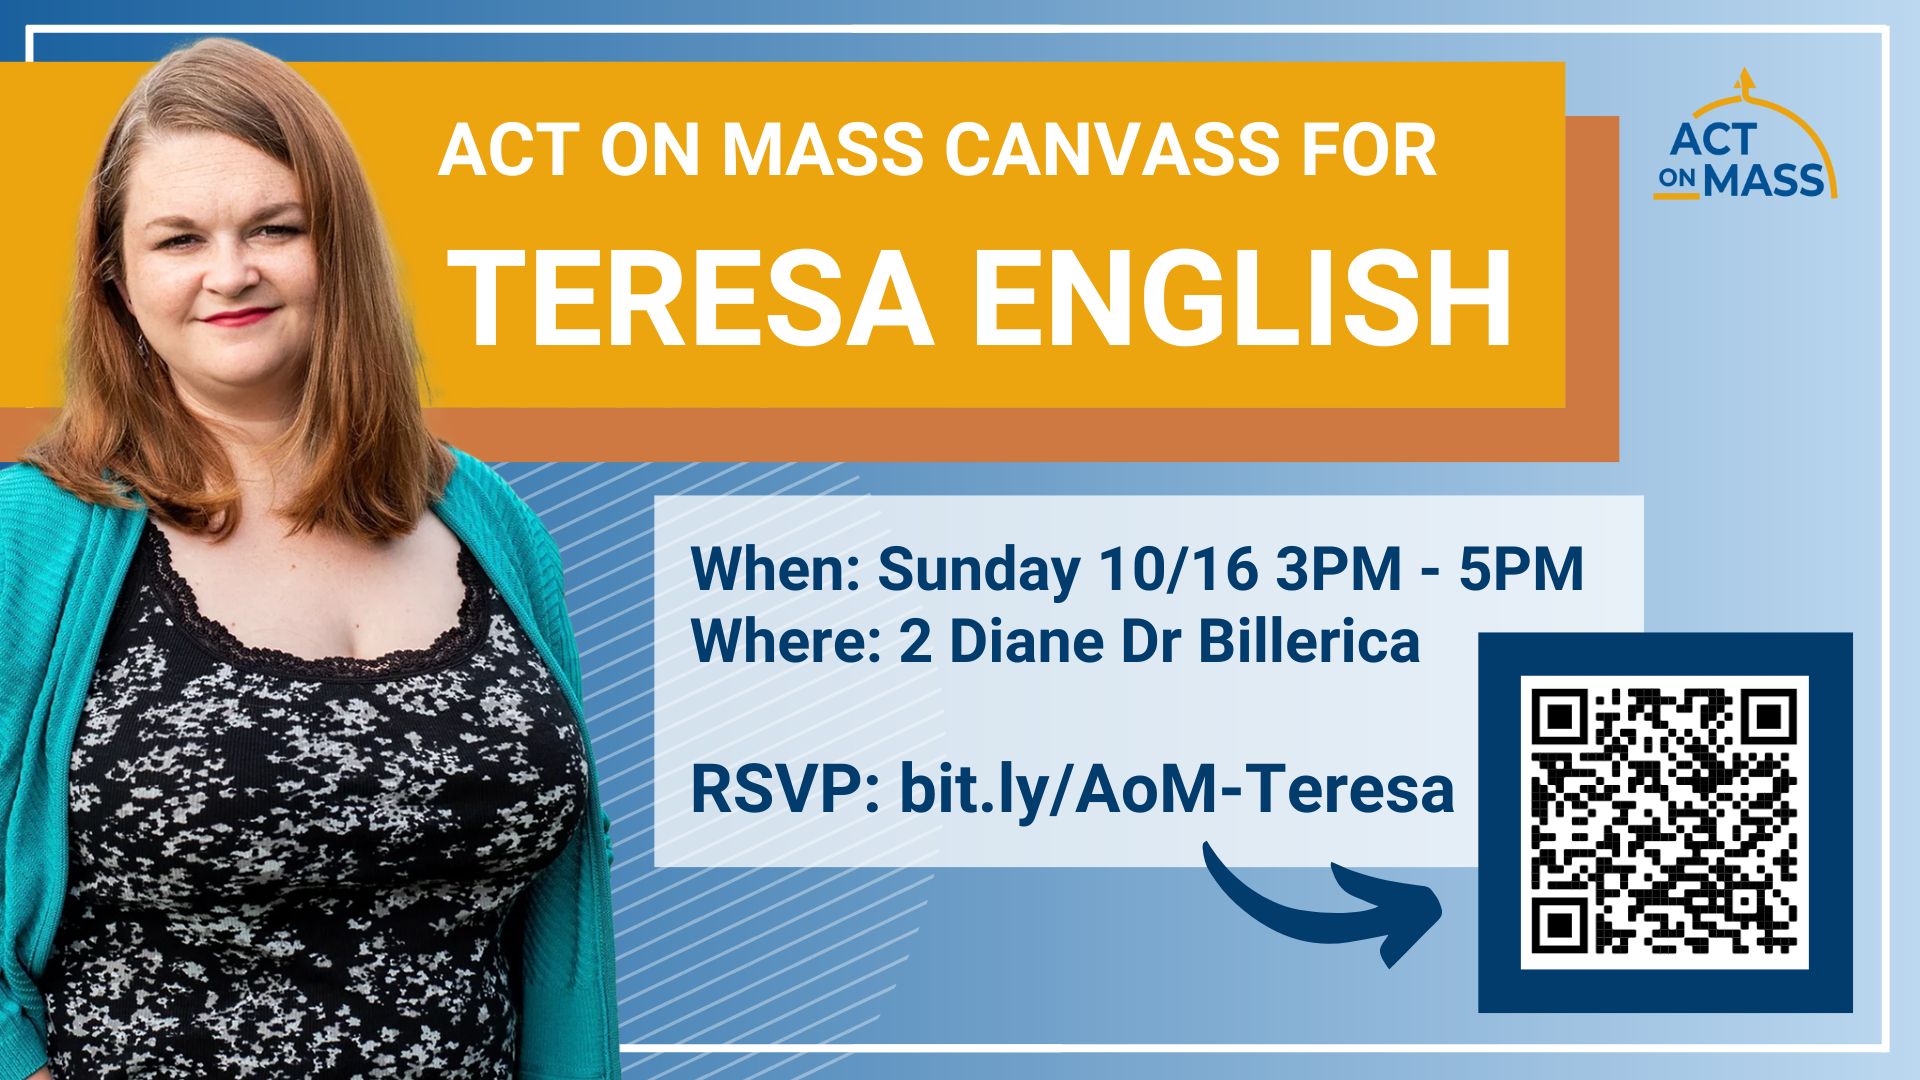 ACT ON MASS CANVASS FOR
TERESA ENGLISH
ACT
ON MASS
When: Sunday 10/16 3PM - 5PM
Where: 2 Diane Dr Billerica
RSVP: bit.ly/AoM-Teresa